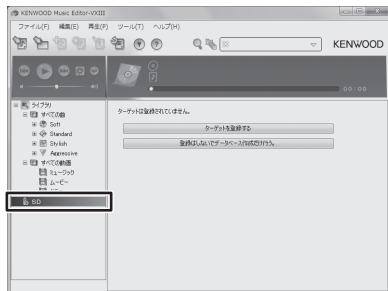 KENWOOD Music Editor-VXIII
ファイル(F) 編集(E) 再生(P) ツール(T) ヘルプ(H)
KENWOOD
00:00
ライブラリ
すべての曲
Soft
Standard
Stylish
Aggressive
すべての動画
ミュージック
ムービー
SD
ターゲットは登録されていません。
ターゲットを登録する
登録はしないでデータベース作成だけ行う。